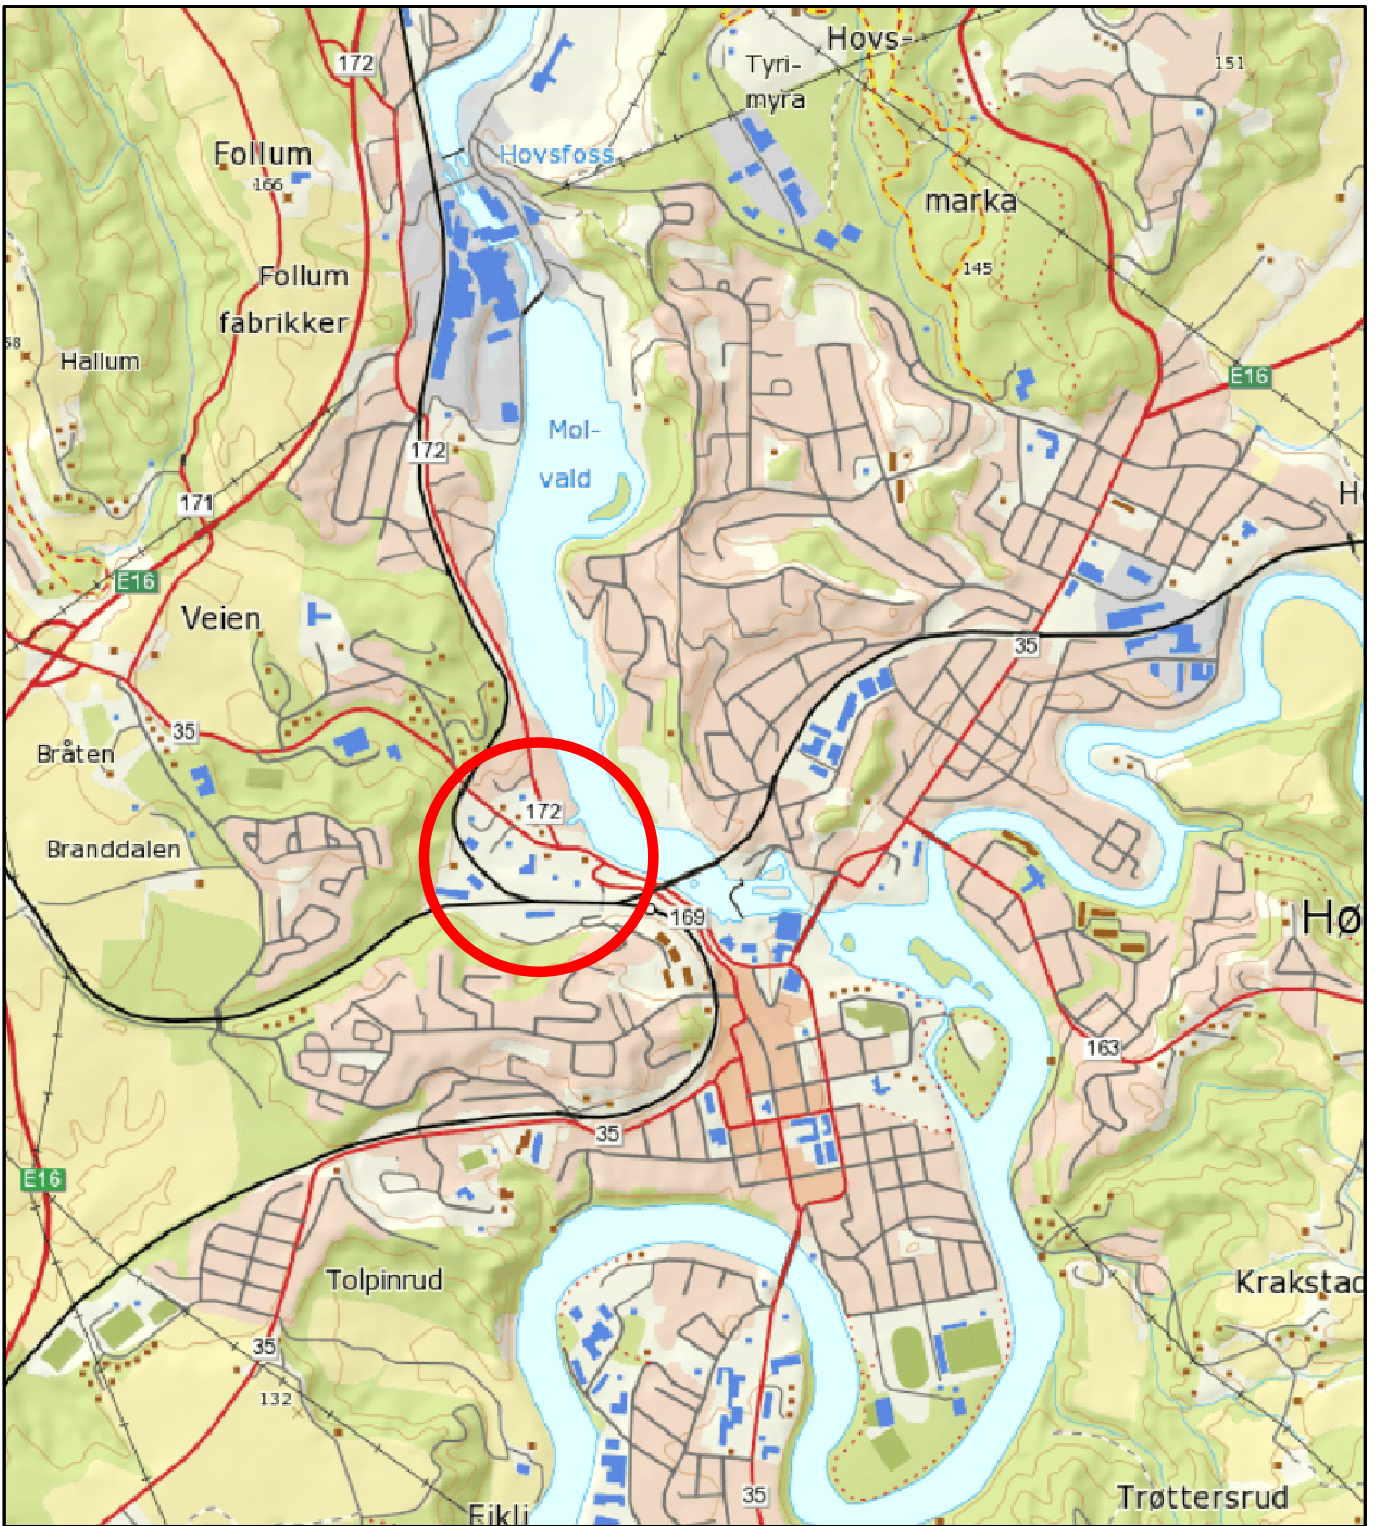 Hovs-
172
Tyri-
myra
151
Follum
166
Hovsfoss
marka
Follum
fabrikker
145
58
Hallum
E16
Mol-
vald
172
171
H
E16
Veien
35
35
Bråten
172
Branddalen
169
Hø
163
35
E16
Tolpinrud
Krakstad
35
132
35
Trøttersrud
Eikli